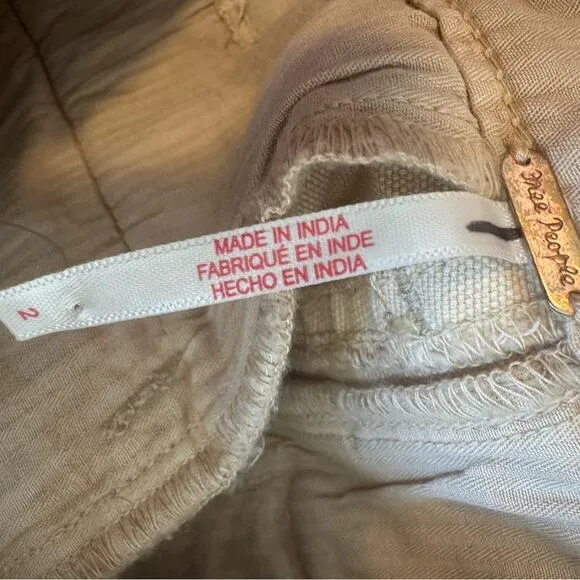 MADE IN INDIA
FABRIQUÉ EN INDE
HECHO EN INDIA
2
Free People